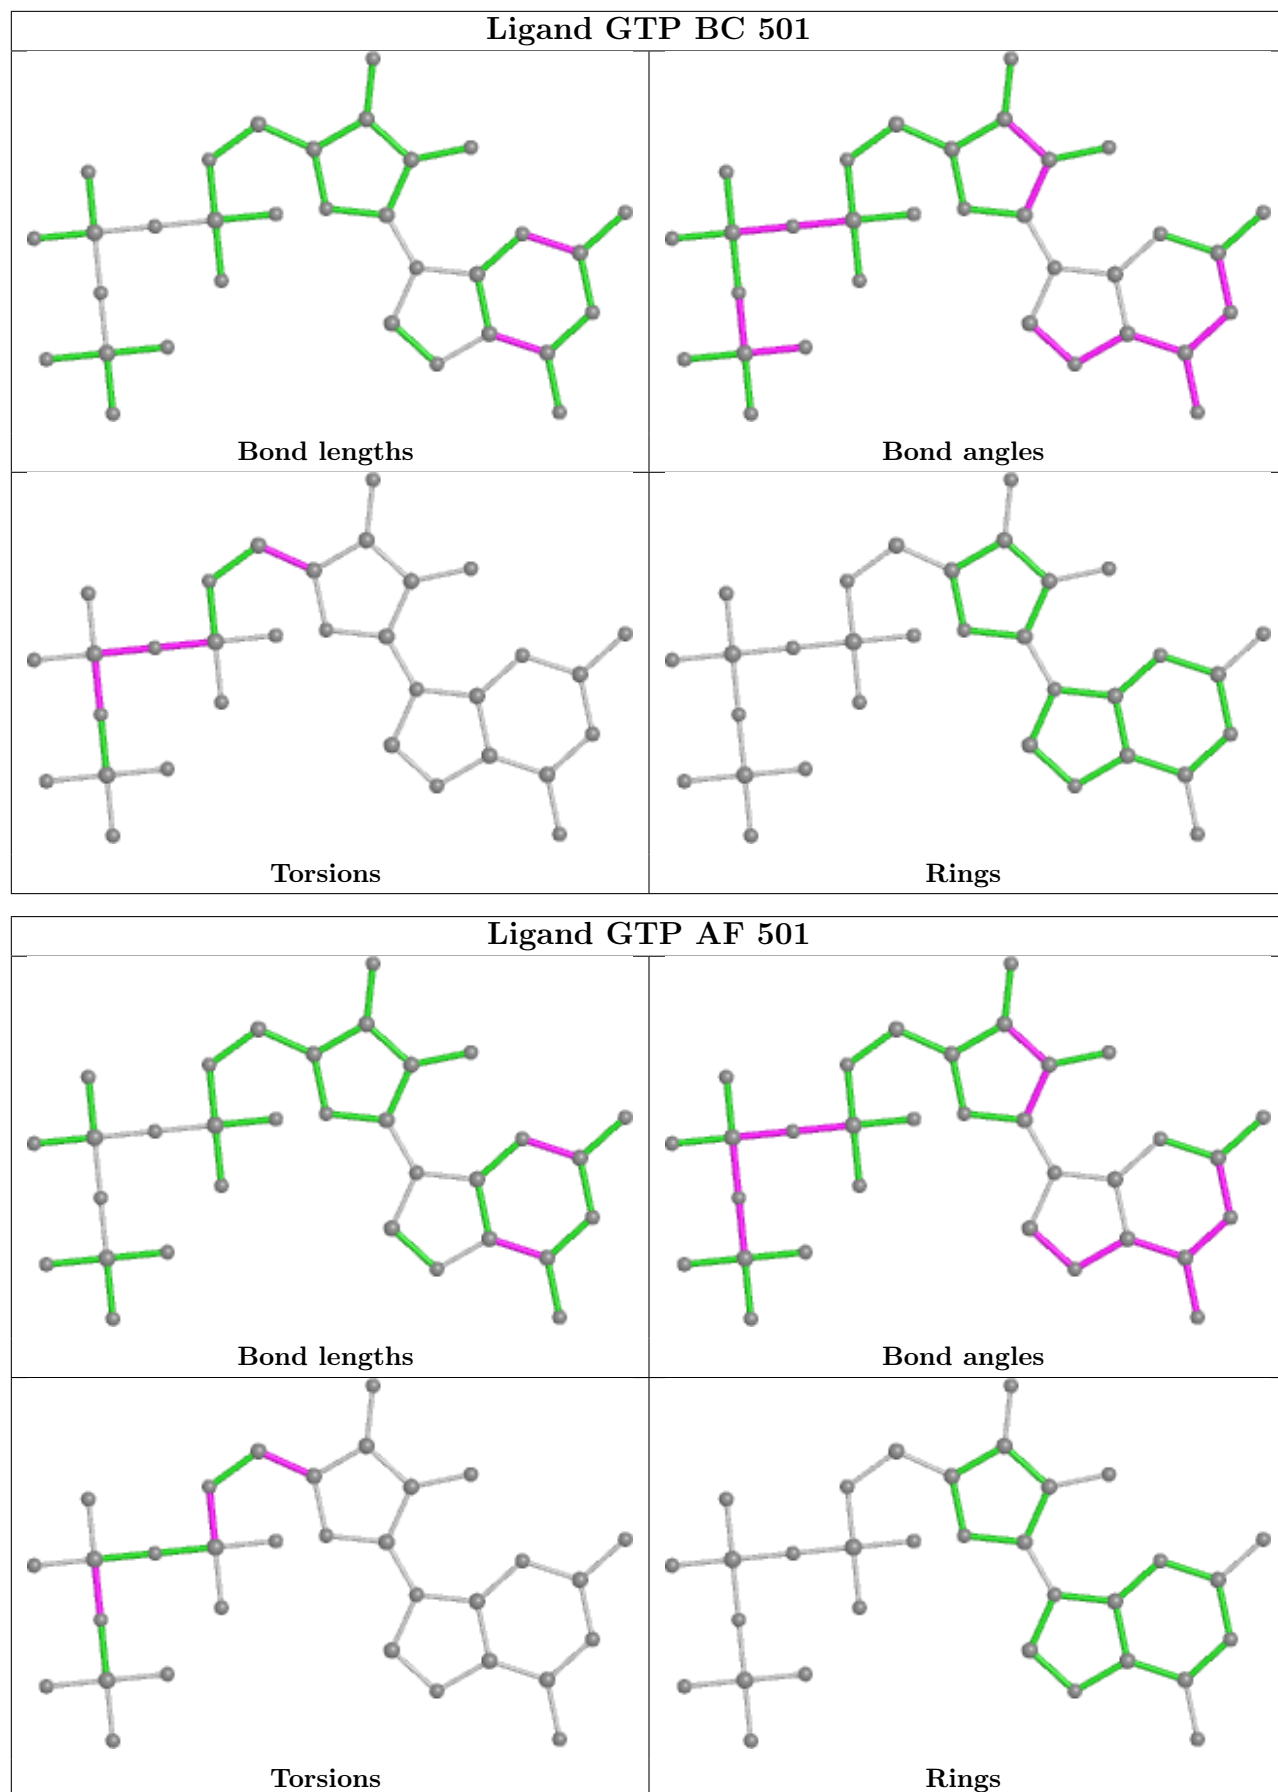 Ligand GTP BC 501
Bond lengths
Bond angles
Torsions
Rings
Ligand GTP AF 501
Bond lengths
Bond angles
Torsions
Rings